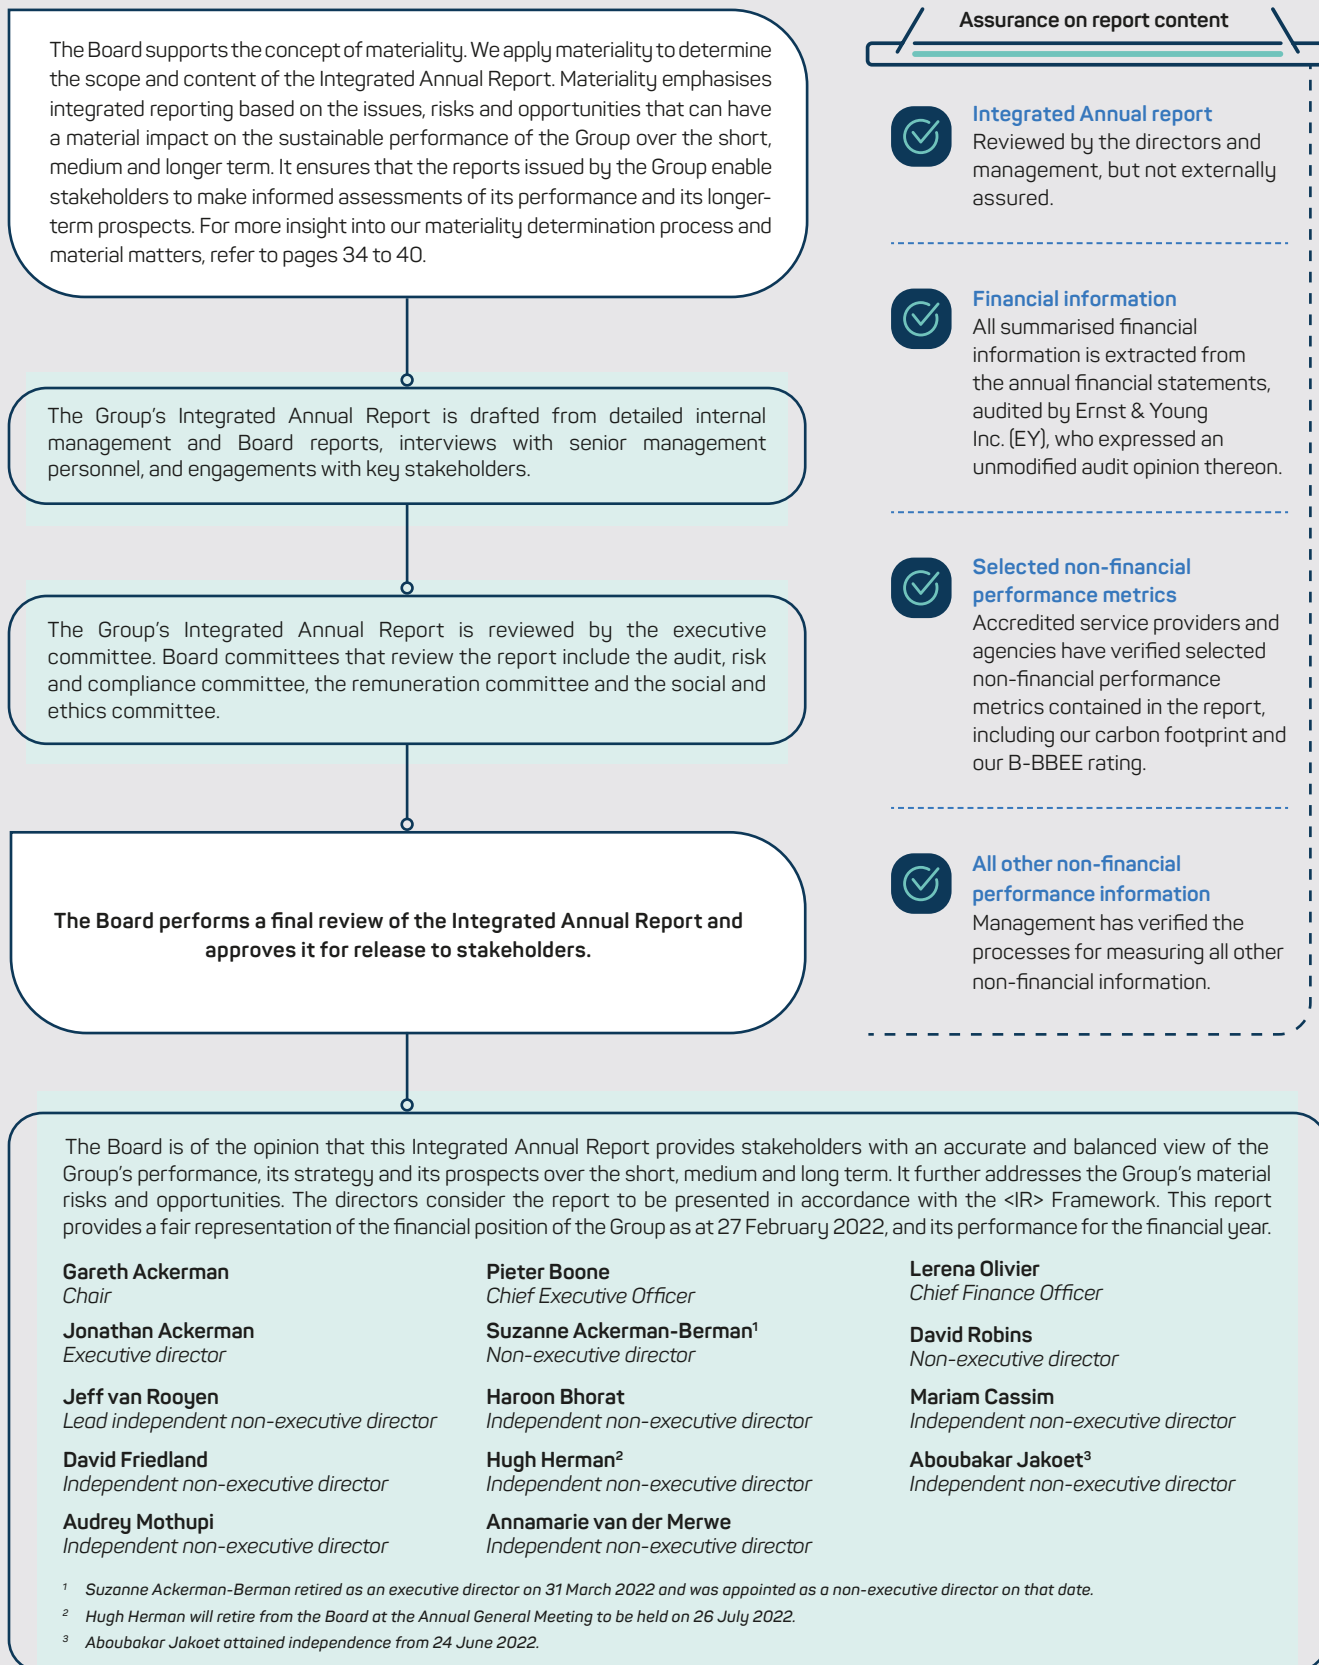 The Board supports the concept of materiality. We apply materiality to determine
the scope and content of the Integrated Annual Report. Materiality emphasises
integrated reporting based on the issues, risks and opportunities that can have
a material impact on the sustainable performance of the Group over the short,
medium and longer term. It ensures that the reports issued by the Group enable
stakeholders to make informed assessments of its performance and its longer-
term prospects. For more insight into our materiality determination process and
material matters, refer to pages 34 to 40.
The Group's Integrated Annual Report is drafted from detailed internal
management and Board reports, interviews with senior management
personnel, and engagements with key stakeholders.
The Group's Integrated Annual Report is reviewed by the executive
committee. Board committees that review the report include the audit, risk
and compliance committee, the remuneration committee and the social and
ethics committee.
The Board performs a final review of the Integrated Annual Report and
approves it for release to stakeholders.
Assurance on report content
Integrated Annual report
Reviewed by the directors and
management, but not externally
assured.
Financial information
All summarised financial
information is extracted from
the annual financial statements,
audited by Ernst & Young
Inc. (EY), who expressed an
unmodified audit opinion thereon.
Selected non-financial
performance metrics
Accredited service providers and
agencies have verified selected
non-financial performance
metrics contained in the report,
including our carbon footprint and
our B-BBEE rating.
All other non-financial
performance information
Management has verified the
processes for measuring all other
non-financial information.
The Board is of the opinion that this Integrated Annual Report provides stakeholders with an accurate and balanced view of the
Group's performance, its strategy and its prospects over the short, medium and long term. It further addresses the Group's material
risks and opportunities. The directors consider the report to be presented in accordance with the <IR> Framework. This report
provides a fair representation of the financial position of the Group as at 27 February 2022, and its performance for the financial year.
Gareth Ackerman
Chair
Pieter Boone
Chief Executive Officer
Lerena Olivier
Chief Finance Officer
Jonathan Ackerman
Executive director
Suzanne Ackerman-Berman¹
Non-executive director
David Robins
Non-executive director
Jeff van Rooyen
Lead independent non-executive director
Haroon Bhorat
Independent non-executive director
Mariam Cassim
Independent non-executive director
David Friedland
Independent non-executive director
Hugh Herman²
Independent non-executive director
Aboubakar Jakoet³
Independent non-executive director
Audrey Mothupi
Independent non-executive director
Annamarie van der Merwe
Independent non-executive director
¹ Suzanne Ackerman-Berman retired as an executive director on 31 March 2022 and was appointed as a non-executive director on that date.
² Hugh Herman will retire from the Board at the Annual General Meeting to be held on 26 July 2022.
³ Aboubakar Jakoet attained independence from 24 June 2022.